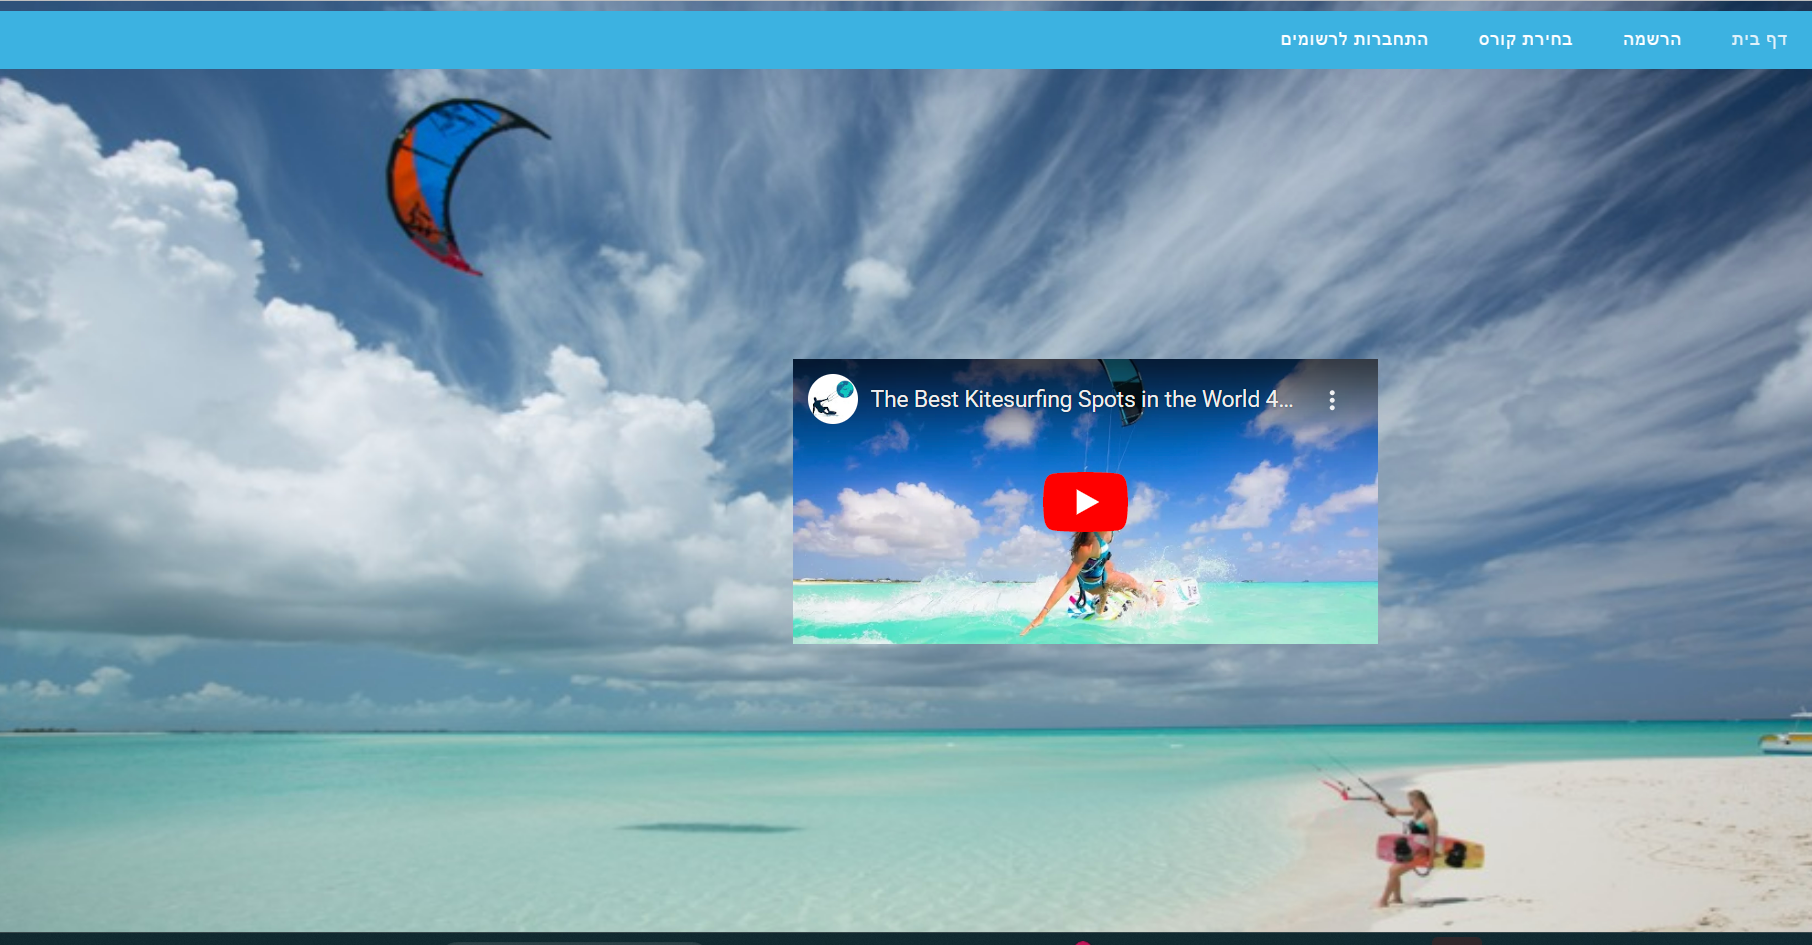 דף בית הרשמה בחירת קורס התחברות לרשומים
The Best Kitesurfing Spots in the World 4...